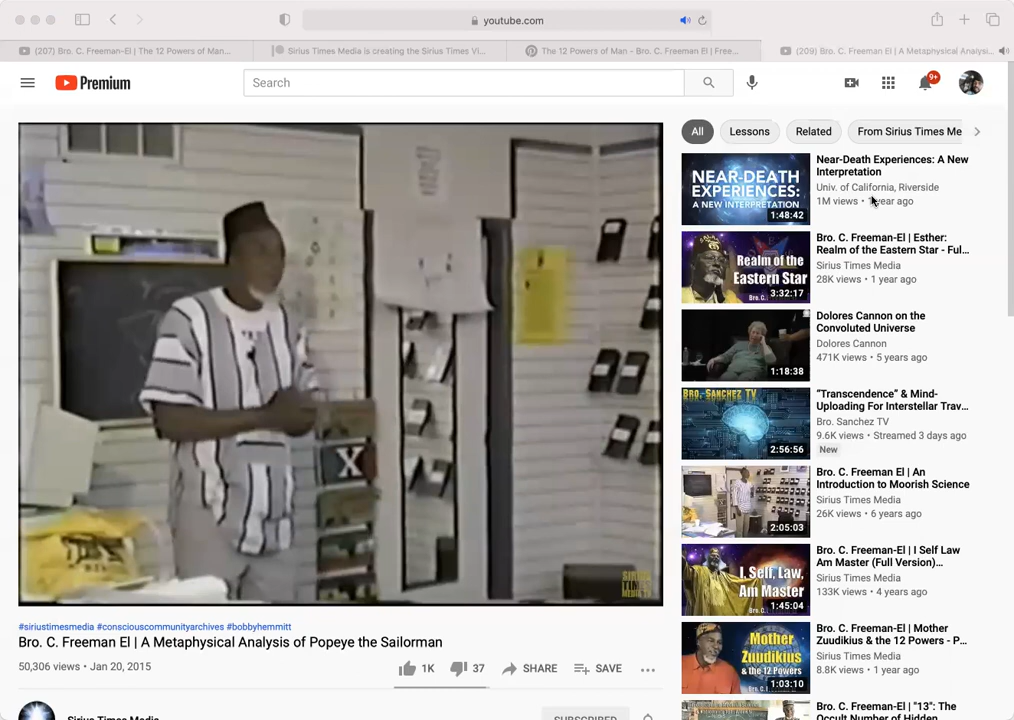 youtube.com
(207) Bro. C. Freeman-El | The 12 Powers of Man...
Sirius Times Media is creating the Sirius Times VI...
The 12 Powers of Man - Bro. C. Freeman El | Free...
(209) Bro. C. Freeman El | A Metaphysical Analysi...
Premium
Search
9+
All
Lessons
Related
From Sirius Times Me
NEAR-DEATH
EXPERIENCES:
A NEW INTERPRETATION
1:48:42
Near-Death Experiences: A New
Interpretation
Univ. of California, Riverside
1M views • 1 year ago
Realm of the
Eastern Star
Bro. C.
3:32:17
Bro. C. Freeman-El | Esther:
Realm of the Eastern Star - Ful...
Sirius Times Media
28K views • 1 year ago
1:18:38
Dolores Cannon on the
Convoluted Universe
Dolores Cannon
471K views • 5 years ago
BRO. SANCHEZ TV
2:56:56
“Transcendence” & Mind-
Uploading For Interstellar Trav...
Bro. Sanchez TV
9.6K views • Streamed 3 days ago
New
2:05:03
Bro. C. Freeman El | An
Introduction to Moorish Science
Sirius Times Media
26K views • 6 years ago
I, Self, Law,
Am Master
1:45:04
Bro. C. Freeman-El | I Self Law
Am Master (Full Version)...
Sirius Times Media
133K views • 4 years ago
Mother
Zuudikius
& the 12 Powers
Bro. C.
1:03:10
Bro. C. Freeman-El | Mother
Zuudikius & the 12 Powers - P...
Sirius Times Media
8.8K views • 1 year ago
Bro. C. Freeman-El | "13": The
Occult Number of Hidden
X
SIRIUS
TIMES
MEDIA TV
#siriustimesmedia #consciouscommunityarchives #bobbyhemmitt
Bro. C. Freeman El | A Metaphysical Analysis of Popeye the Sailorman
50,306 views • Jan 20, 2015
1K
37
SHARE
SAVE
Sirius Times Media
SUBSCRIBED